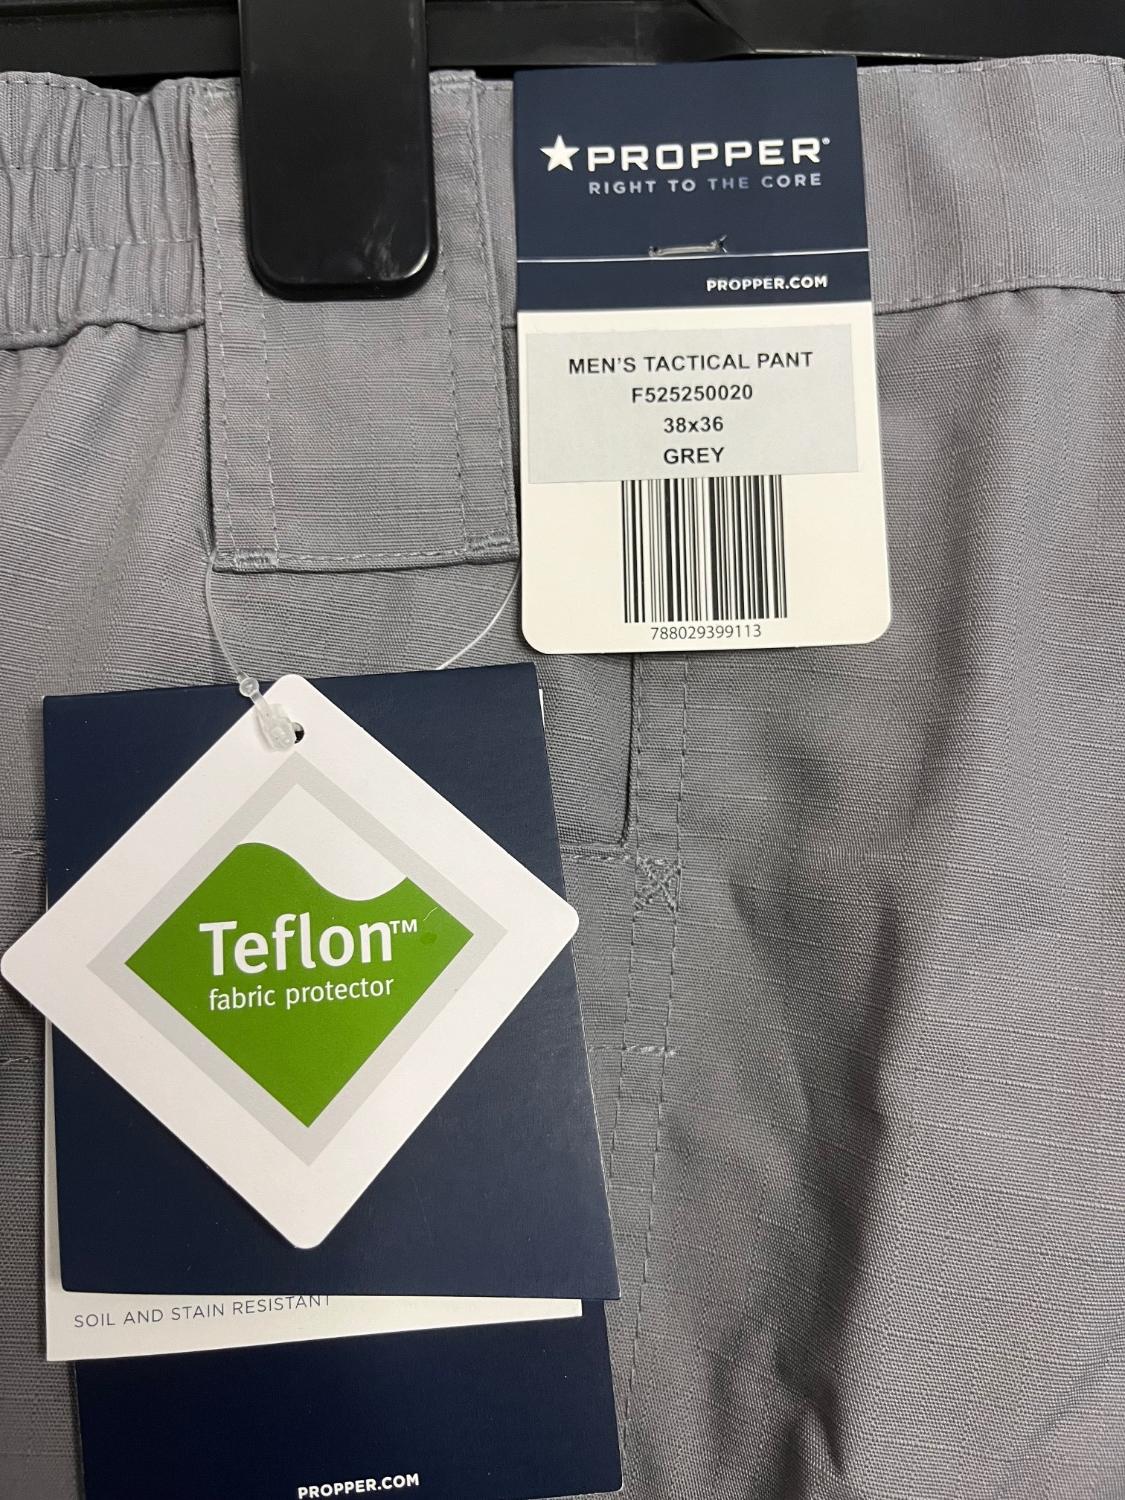 PROPPER®
RIGHT TO THE CORE
PROPPER.COM
MEN'S TACTICAL PANT
F525250020
38x36
GREY
788029399113
Teflon™
fabric protector
SOIL AND STAIN RESISTANT
PROPPER.COM